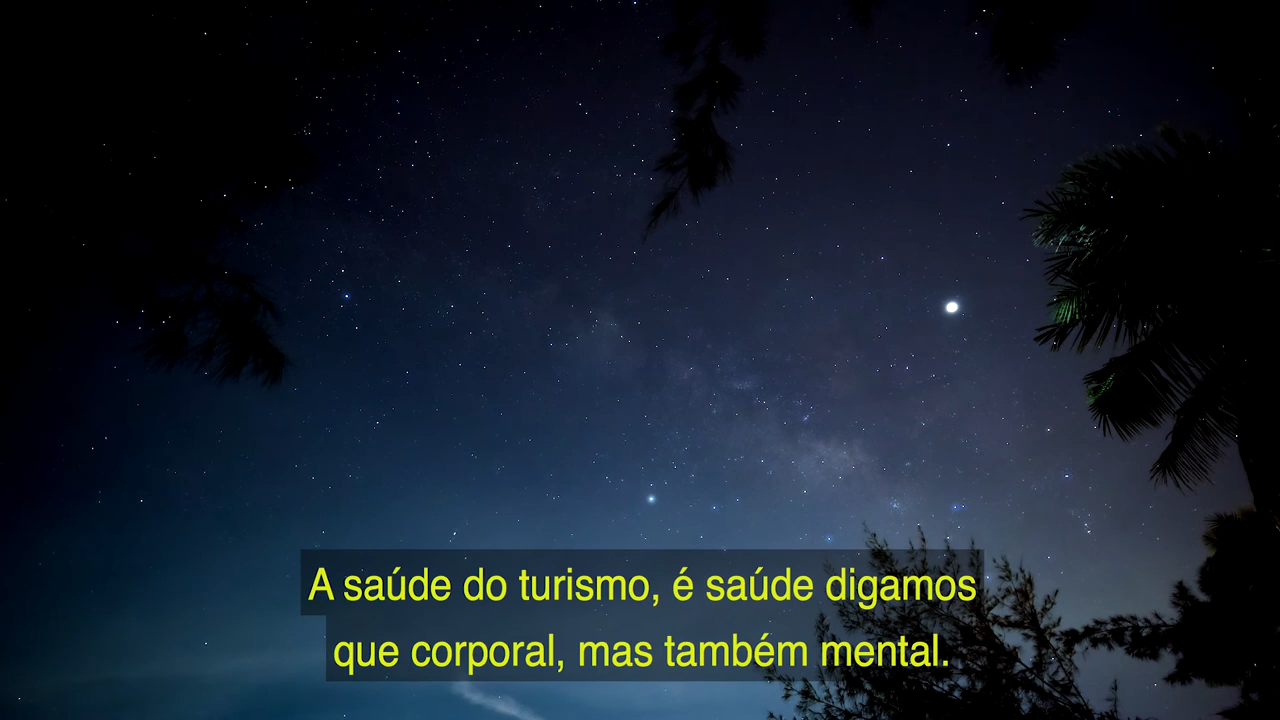 A saúde do turismo, é saúde digamos
que corporal, mas também mental.